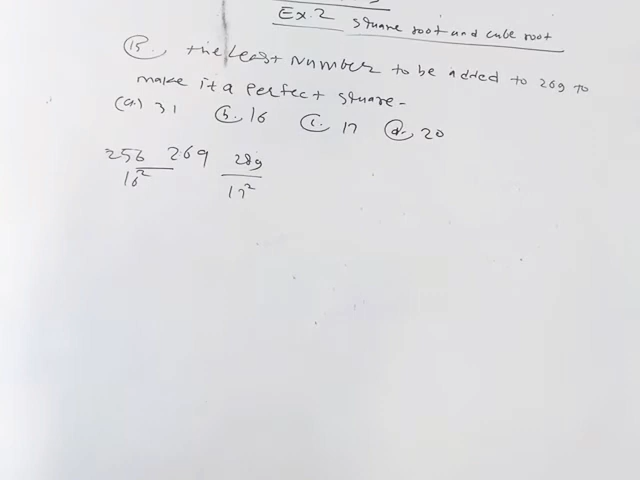 Ex.2 square root and cube root
15. the Least Number to be added to 269 to
make it a perfect square-
(a) 31 (b). 16 (c). 17 (d). 20
256 269 289
16² 17²